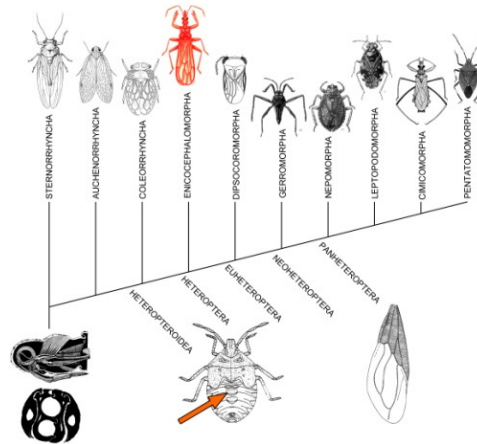 STERNORRHYNCHA
AUCHENORRHYNCHA
COLEORRHYNCHA
ENICOCEPHALOMORPHA
DIPSOCOROMORPHA
GERROMORPHA
NEPOMORPHA
LEPTOPODOMORPHA
CIMICOMORPHA
PENTATOMOMORPHA
HETEROPTEROIDEA
HETEROPTERA
EUHETEROPTERA
NEOHETEROPTERA
PANHETEROPTERA